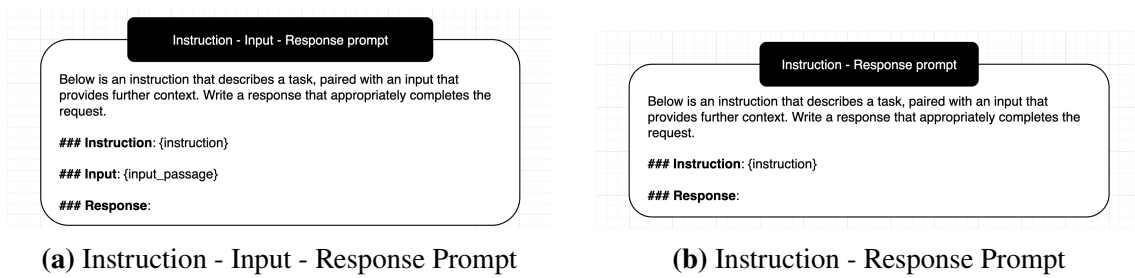 Instruction - Input - Response prompt
Below is an instruction that describes a task, paired with an input that
provides further context. Write a response that appropriately completes the
request.
### Instruction: {instruction}
### Input: {input_passage}
### Response:
(a) Instruction - Input - Response Prompt
Instruction - Response prompt
Below is an instruction that describes a task, paired with an input that
provides further context. Write a response that appropriately completes the
request.
### Instruction: {instruction}
### Response:
(b) Instruction - Response Prompt